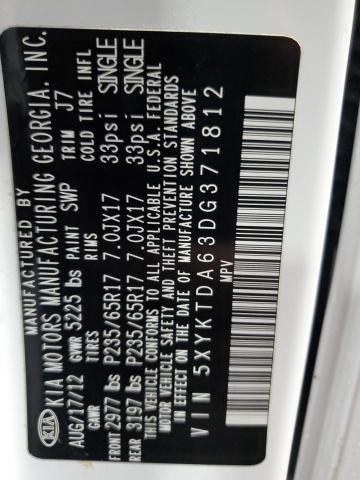 MANUFACTURED BY
KIA KIA MOTORS MANUFACTURING GEORGIA, INC.
AUG/17/12 GVWR 5225 lbs PAINT SWP TRIM J7
GAWR TIRES RIMS COLD TIRE INFL
FRONT 2977 lbs P235/65R17 7.0JX17 33psi SINGLE
REAR 3197 lbs P235/65R17 7.0JX17 33psi SINGLE
THIS VEHICLE CONFORMS TO ALL APPLICABLE U.S.A. FEDERAL
MOTOR VEHICLE SAFETY AND THEFT PREVENTION STANDARDS
IN EFFECT ON THE DATE OF MANUFACTURE SHOWN ABOVE.
VIN 5XYKTDA63DG371812
MPV